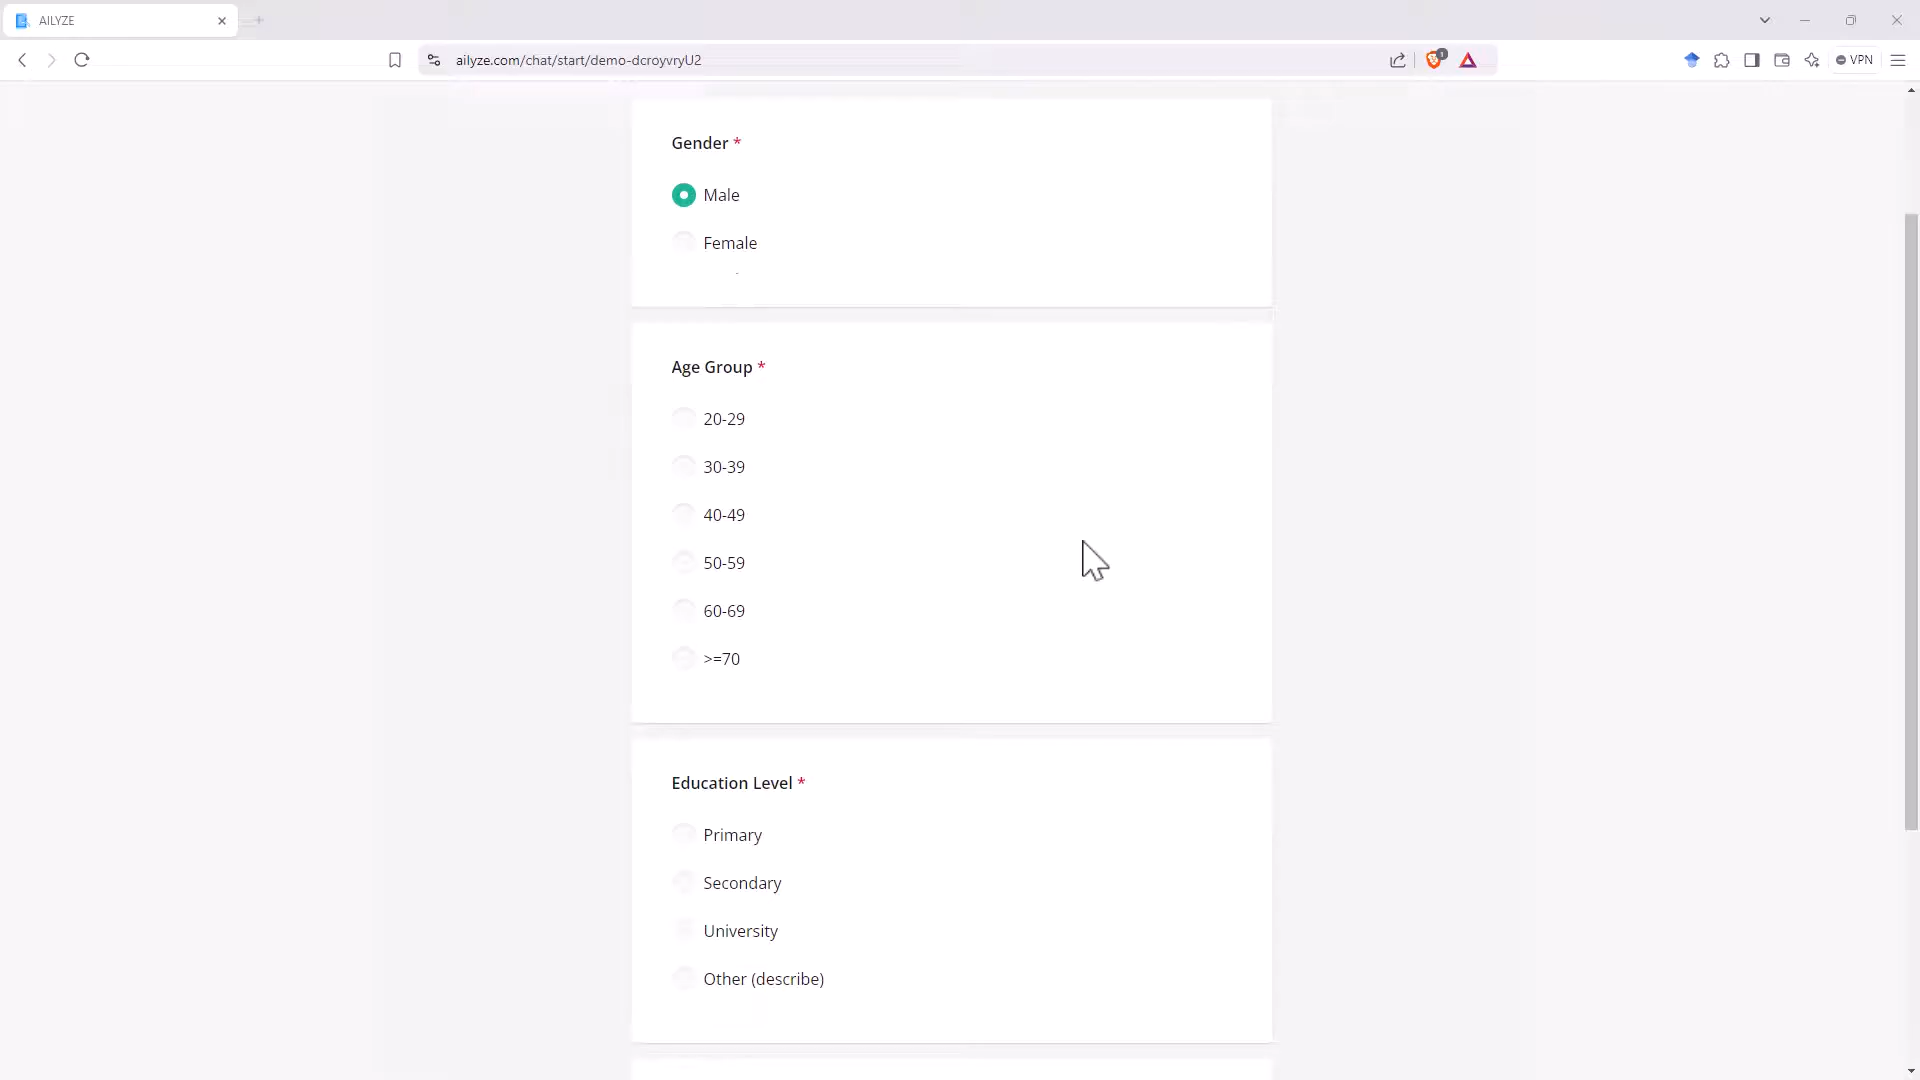 AILYZE
ailyze.com/chat/start/demo-dcroyvryU2
1
VPN
Gender *
Male
Female
Age Group *
20-29
30-39
40-49
50-59
60-69
>=70
Education Level *
Primary
Secondary
University
Other (describe)